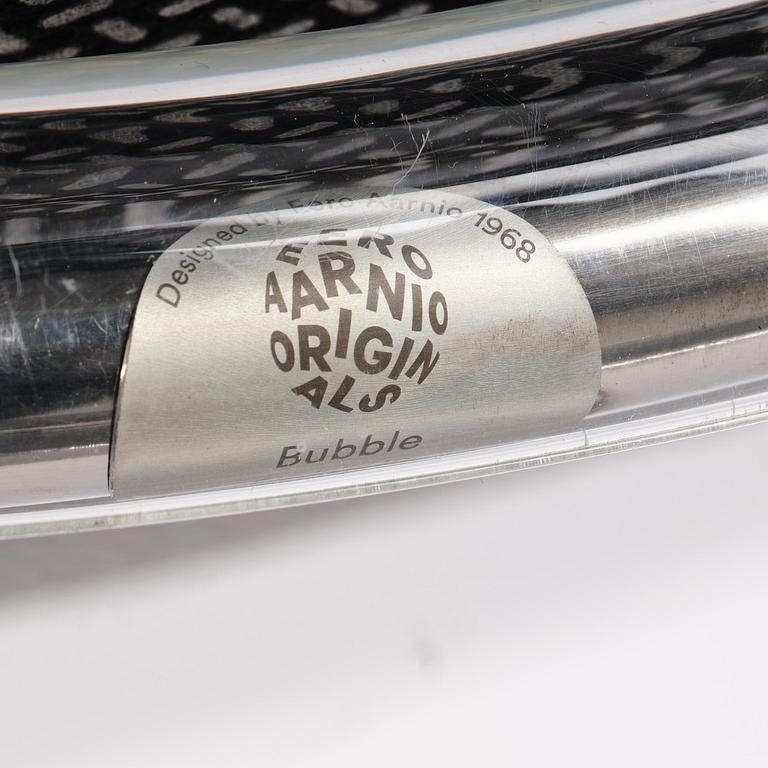 Designed by Eero Aarnio 1968
EERO
AARNIO
ORIGIN
ALS
Bubble